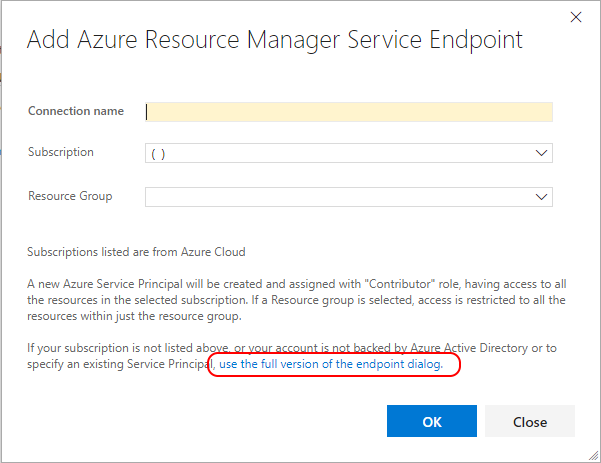 Add Azure Resource Manager Service Endpoint
Connection name
Subscription
( )
Resource Group
Subscriptions listed are from Azure Cloud
A new Azure Service Principal will be created and assigned with "Contributor" role, having access to all
the resources in the selected subscription. If a Resource group is selected, access is restricted to all the
resources within just the resource group.
If your subscription is not listed above, or your account is not backed by Azure Active Directory or to
specify an existing Service Principal, use the full version of the endpoint dialog.
OK
Close